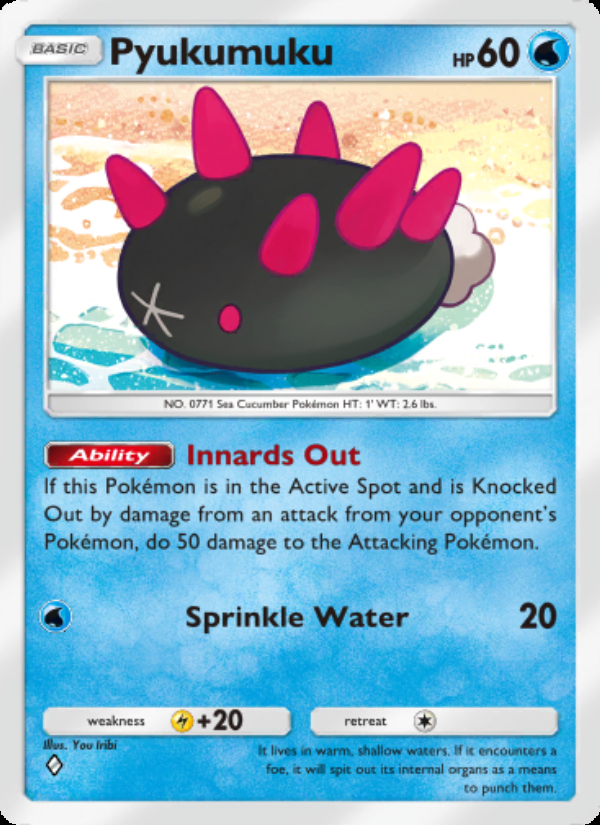 BASIC Pyukumuku HP 60
NO. 0771 Sea Cucumber Pokémon HT: 1' WT: 2.6 lbs.
Ability Innards Out
If this Pokémon is in the Active Spot and is Knocked
Out by damage from an attack from your opponent's
Pokémon, do 50 damage to the Attacking Pokémon.
Sprinkle Water 20
weakness +20 retreat
Illus. You Iribi
It lives in warm, shallow waters. If it encounters a
foe, it will spit out its internal organs as a means
to punch them.